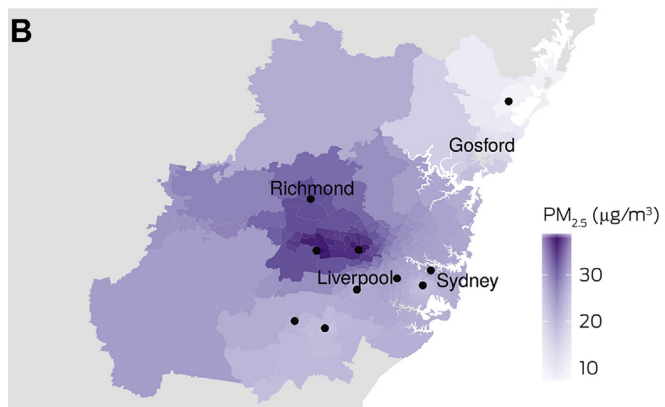 B
Gosford
Richmond
PM2.5 (μg/m³)
30
Liverpool
Sydney
20
10